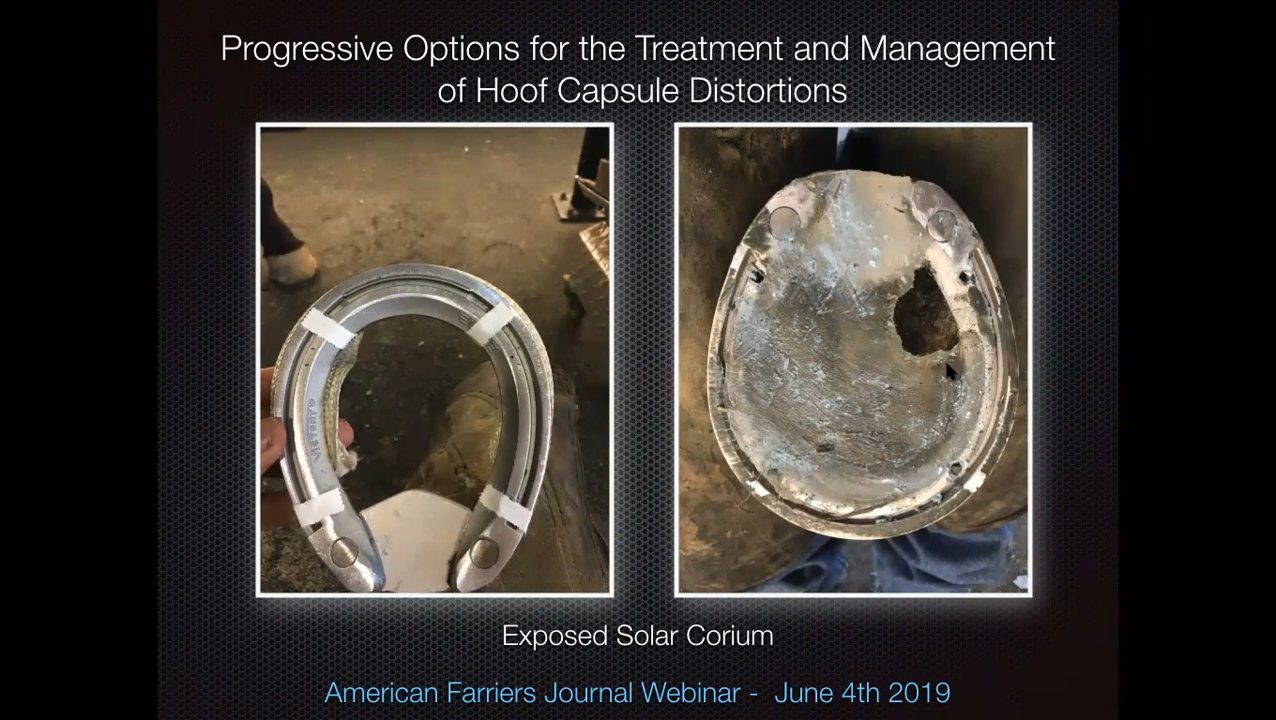 Progressive Options for the Treatment and Management
of Hoof Capsule Distortions
Exposed Solar Corium
American Farriers Journal Webinar - June 4th 2019